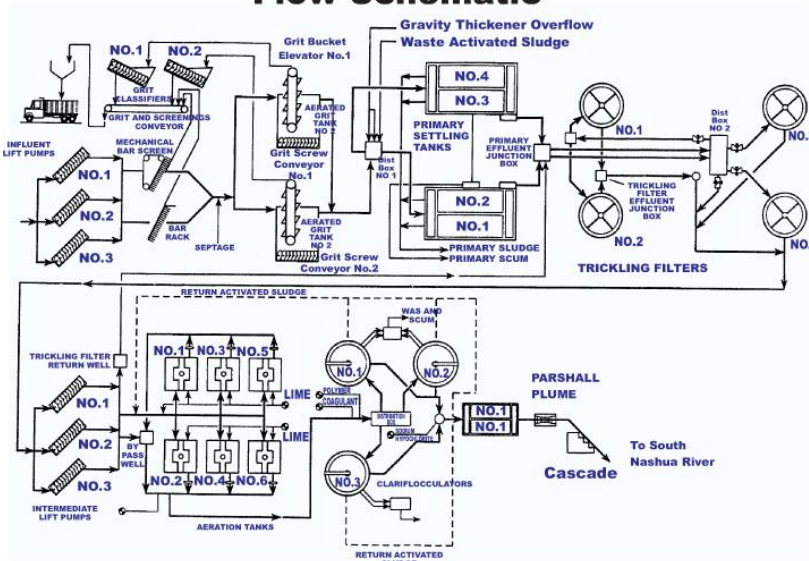 Flow Schematic
Gravity Thickener Overflow
Waste Activated Sludge
NO.1
NO.2
Grit Bucket
Elevator No.1
GRIT
CLASSIFIERS
GRIT AND SCREENINGS
CONVEYOR
AERATED
GRIT
TANK
NO 2
Grit Screw
Conveyor
No.1
INFLUENT
LIFT PUMPS
MECHANICAL
BAR SCREEN
NO.1
NO.2
NO.3
BAR
RACK
SEPTAGE
AERATED
GRIT
TANK
NO 2
Grit Screw
Conveyor No.2
Dist
Box
NO 1
NO.4
NO.3
PRIMARY
SETTLING
TANKS
NO.2
NO.1
PRIMARY SLUDGE
PRIMARY SCUM
PRIMARY
EFFLUENT
JUNCTION
BOX
NO.1
NO.2
TRICKLING
FILTER
EFFLUENT
JUNCTION
BOX
Dist
BOX
NO 2
NO.
NO.
TRICKLING FILTERS
RETURN ACTIVATED SLUDGE
TRICKLING FILTER
RETURN WELL
NO.1
NO.2
NO.3
INTERMEDIATE
LIFT PUMPS
BY
PASS
WELL
NO.1
NO.3
NO.5
LIME
LIME
NO.2
NO.4
NO.6
AERATION TANKS
POLYMER
COAGULANT
WAS AND
SCUM
NO.1
NO.2
DISTRIBUTION
BOX
SODIUM
HYPOCHLORITE
NO.3
CLARIFLOCCULATORS
RETURN ACTIVATED
NO.1
NO.1
PARSHALL
PLUME
Cascade
To South
Nashua River